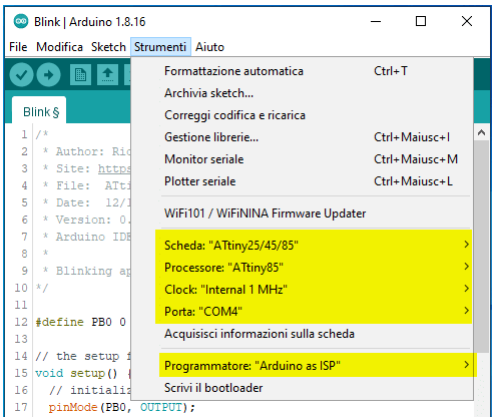 Blink | Arduino 1.8.16
File Modifica Sketch Strumenti Aiuto
Blink §
Formattazione automatica Ctrl+T
Archivia sketch...
Correggi codifica e ricarica
Gestione librerie... Ctrl+Maiusc+I
Monitor seriale Ctrl+Maiusc+M
Plotter seriale Ctrl+Maiusc+L
WiFi101 / WiFiNINA Firmware Updater
Scheda: "ATtiny25/45/85"
Processore: "ATtiny85"
Clock: "Internal 1 MHz"
Porta: "COM4"
Acquisisci informazioni sulla scheda
Programmatore: "Arduino as ISP"
Scrivi il bootloader
1 /*
2 * Author:
3 * Site:
4 * File:
5 * Date: 12/
6 * Version: 0.
7 * Arduino IDE
8 *
9 * Blinking
10 */
11
12 #define PB0 0
13
14 // the setup
15 void setup() {
16 //
17 pinMode(PB0, OUTPUT);